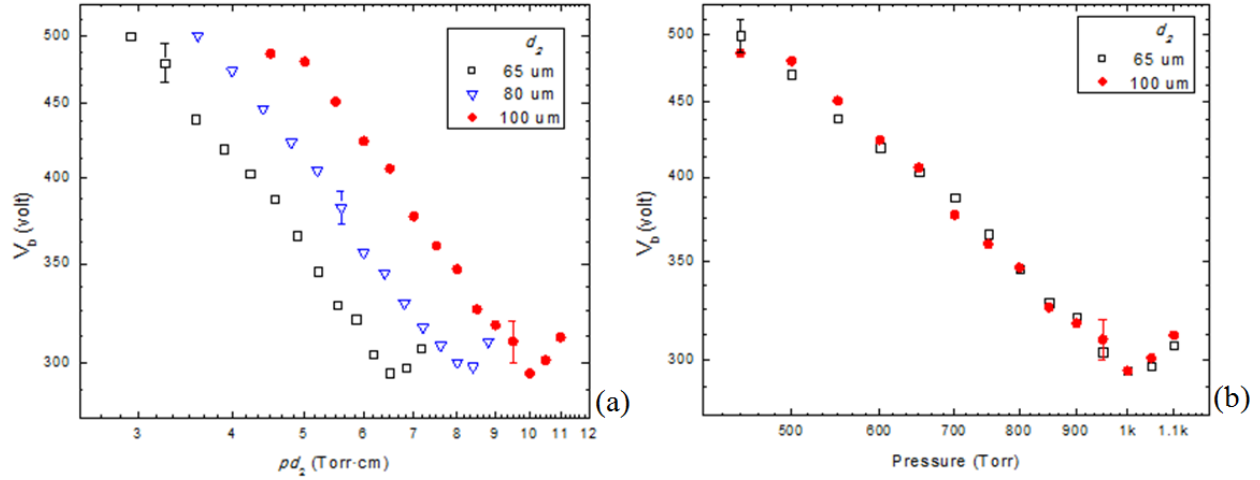 d2
65 um
80 um
100 um
500
450
400
350
300
Vb (volt)
3 4 5 6 7 8 9 10 11 12
pd2 (Torr-cm)
(a)
d2
65 um
100 um
500
450
400
350
300
Vb (volt)
500 600 700 800 900 1k 1.1k
Pressure (Torr)
(b)